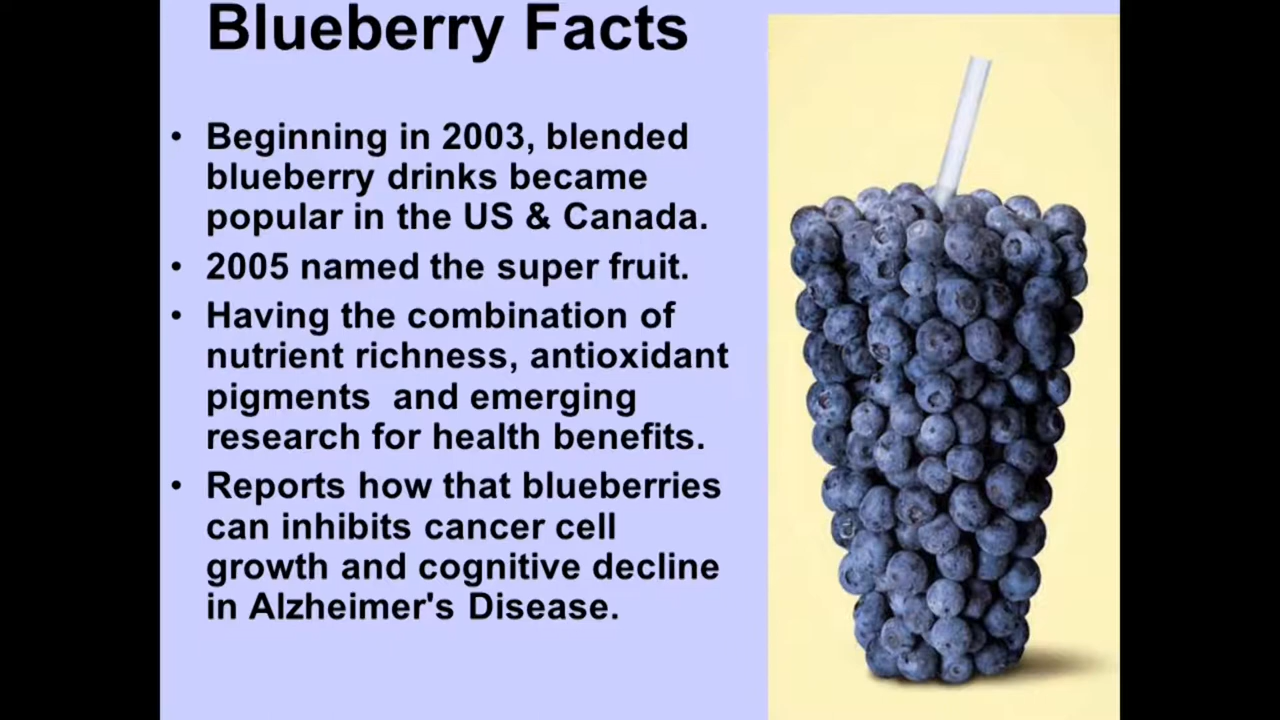 Blueberry Facts
• Beginning in 2003, blended
blueberry drinks became
popular in the US & Canada.
• 2005 named the super fruit.
• Having the combination of
nutrient richness, antioxidant
pigments  and emerging
research for health benefits.
• Reports how that blueberries
can inhibits cancer cell
growth and cognitive decline
in Alzheimer's Disease.